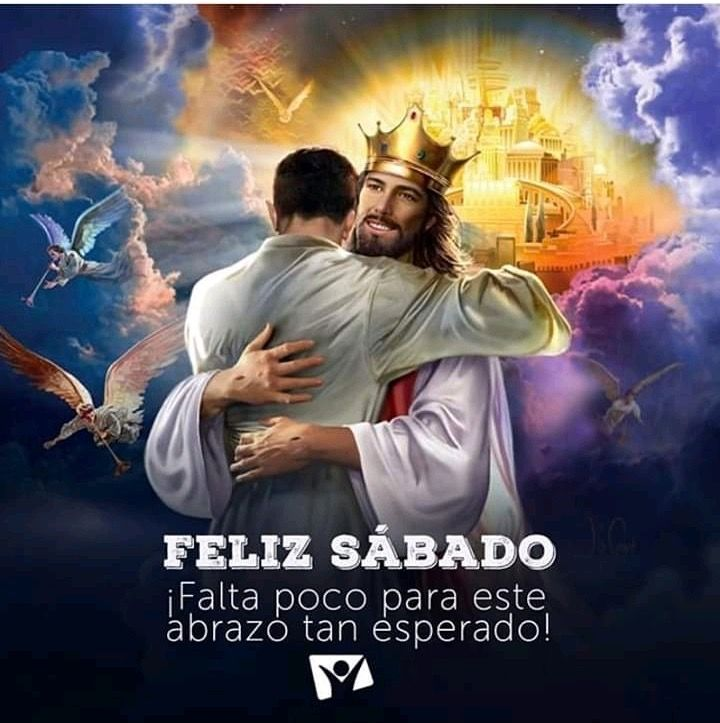 FELIZ SÁBADO
¡Falta poco para este
abrazo tan esperado!